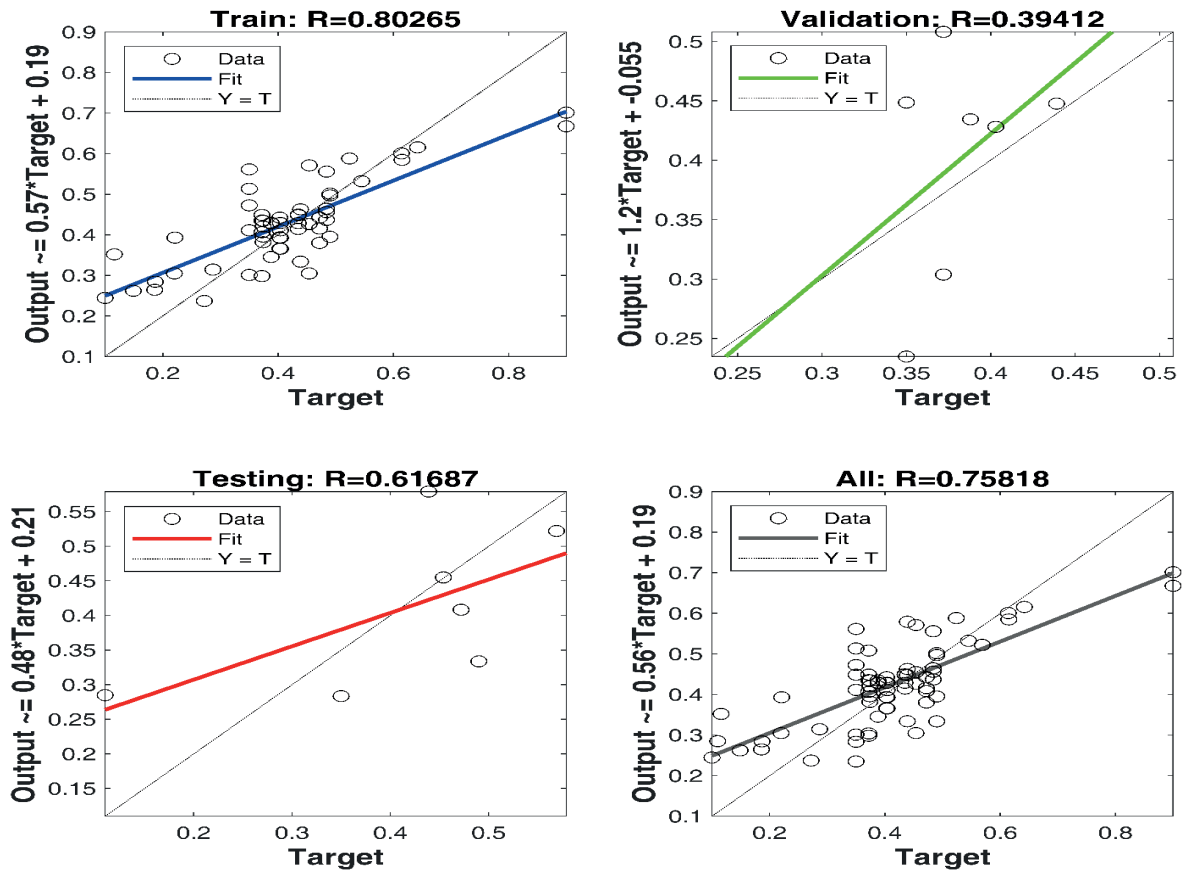 Train: R=0.80265
Output ~= 0.57*Target + 0.19
0.9
0.8
0.7
0.6
0.5
0.4
0.3
0.2
0.1
Data
Fit
Y = T
0.2 0.4 0.6 0.8
Target
Validation: R=0.39412
Output ~= 1.2*Target + -0.055
0.5
0.45
0.4
0.35
0.3
0.25
Data
Fit
Y = T
0.25 0.3 0.35 0.4 0.45 0.5
Target
Testing: R=0.61687
Output ~= 0.48*Target + 0.21
0.55
0.5
0.45
0.4
0.35
0.3
0.25
0.2
0.15
Data
Fit
Y = T
0.2 0.3 0.4 0.5
Target
All: R=0.75818
Output ~= 0.56*Target + 0.19
0.9
0.8
0.7
0.6
0.5
0.4
0.3
0.2
0.1
Data
Fit
Y = T
0.2 0.4 0.6 0.8
Target